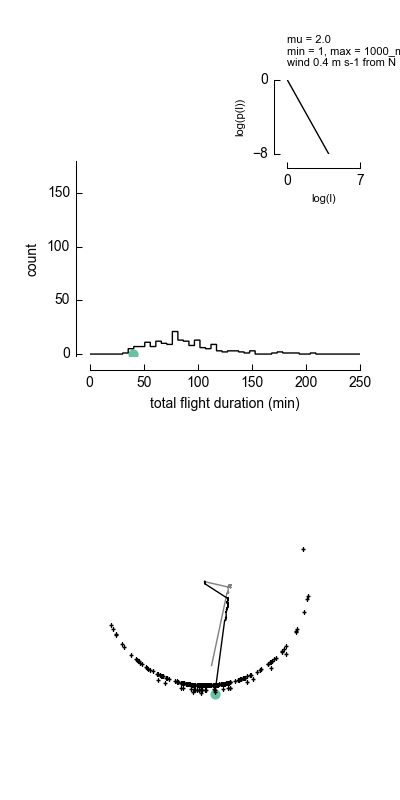 mu = 2.0
min = 1, max = 1000_m
wind 0.4 m s-1 from N
0
log(p(l))
−8
0
7
log(l)
150
count
100
50
0
0
50
100
150
200
250
total flight duration (min)